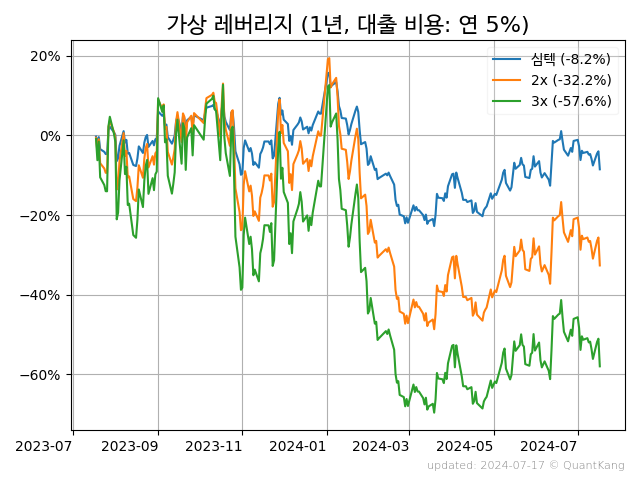 가상 레버리지 (1년, 대출 비용: 연 5%)
심텍 (-8.2%)
2x (-32.2%)
3x (-57.6%)
20%
0%
−20%
−40%
−60%
2023-07 2023-09 2023-11 2024-01 2024-03 2024-05 2024-07
updated: 2024-07-17 © QuantKang